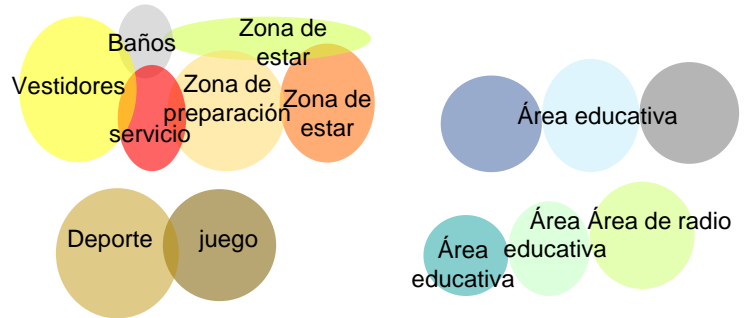 Baños
Zona de
estar
Vestidores
servicio
Zona de
preparación
Zona de
estar
Área educativa
Deporte
juego
Área
educativa
Área
educativa
Área de radio